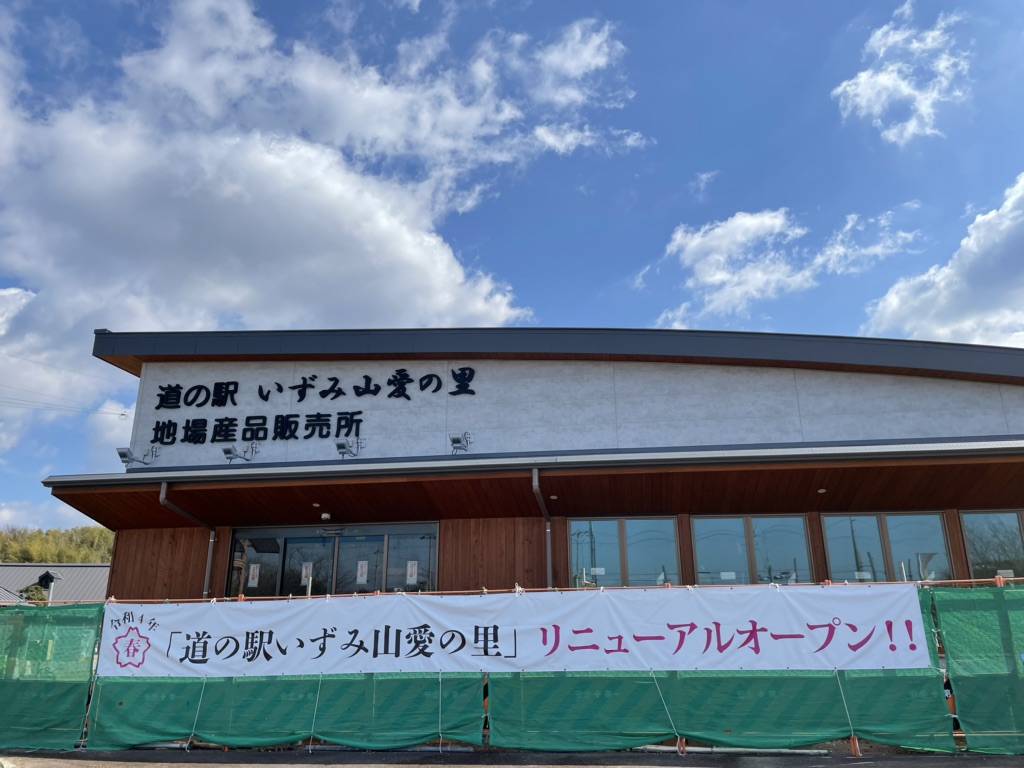 道の駅 いずみ山愛の里
地場産品販売所
令和4年
春
「道の駅いずみ山愛の里」リニューアルオープン!!